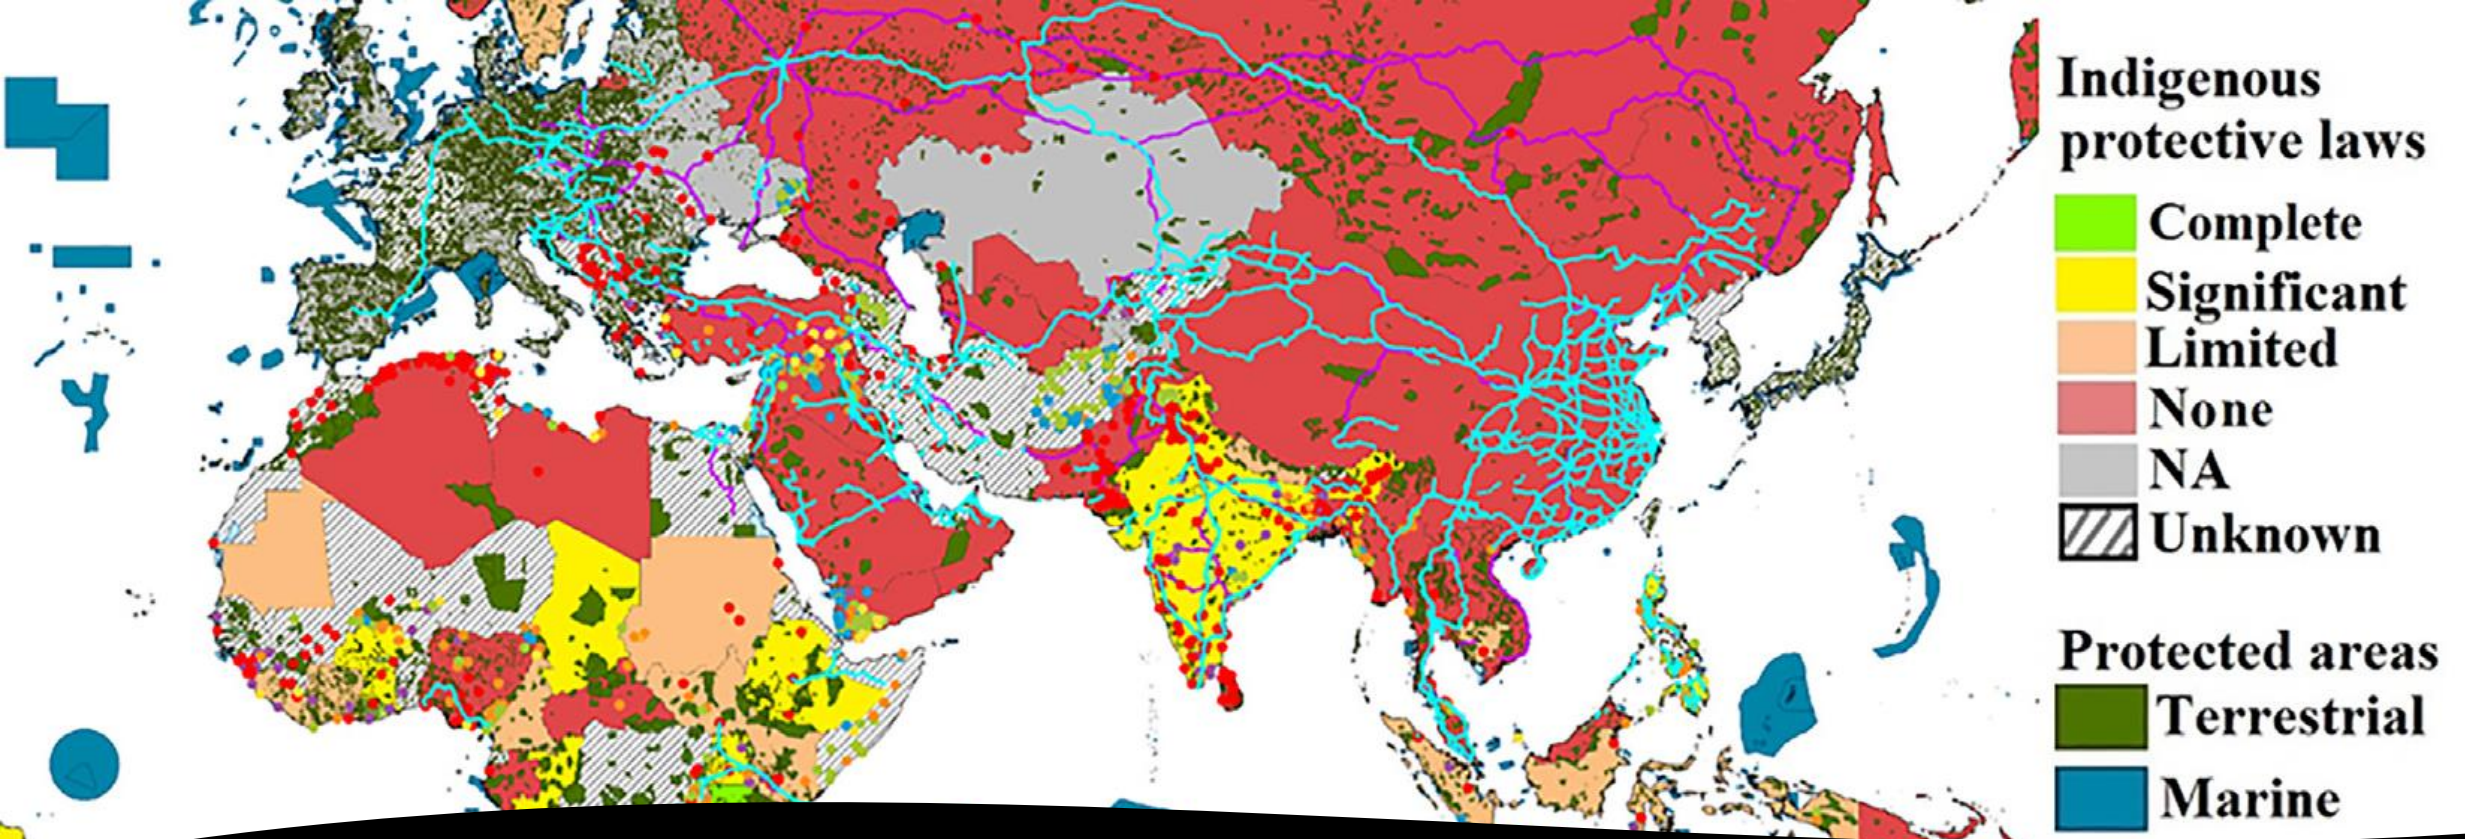 Indigenous
protective laws
Complete
Significant
Limited
None
NA
Unknown
Protected areas
Terrestrial
Marine